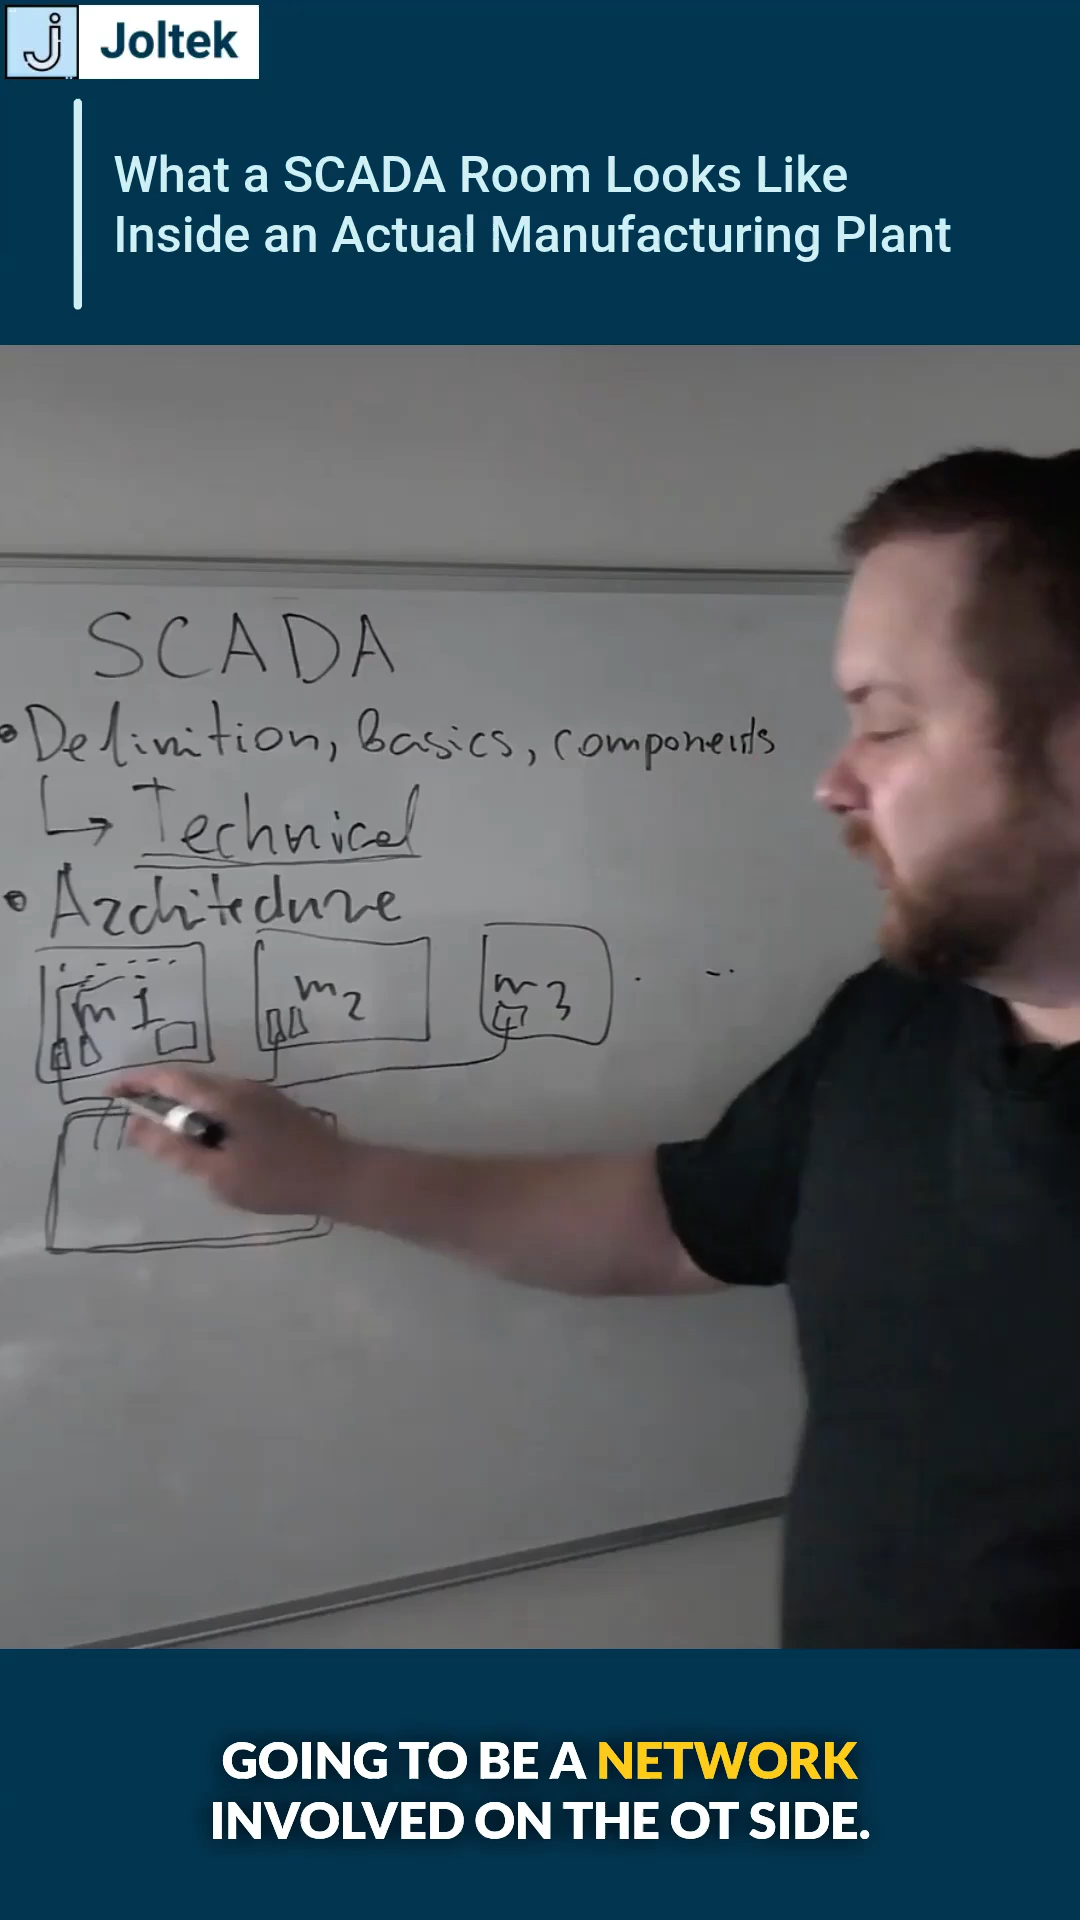 Joltek
What a SCADA Room Looks Like
Inside an Actual Manufacturing Plant
SCADA
• Definition, Basics, components
↳ Technical
• Architecture
m1 m2 m3 . ...
GOING TO BE A NETWORK
INVOLVED ON THE OT SIDE.